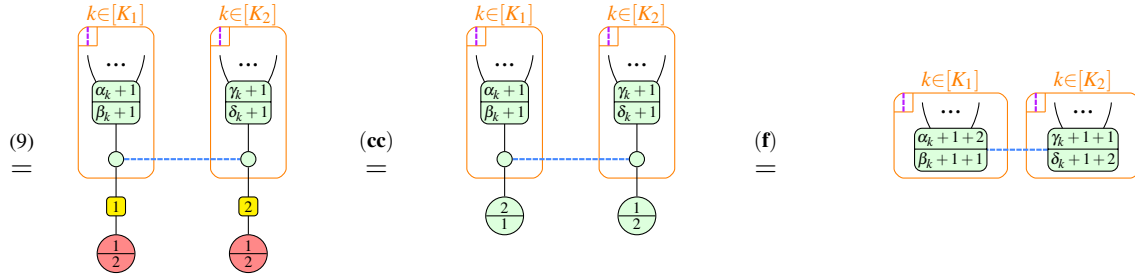 k∈[K₁] k∈[K₂] k∈[K₁] k∈[K₂]
k∈[K₁] k∈[K₂]
... ... ... ...
αₖ+1 γₖ+1 αₖ+1 γₖ+1 ... ...
βₖ+1 δₖ+1 βₖ+1 δₖ+1
(9) (cc) (f) αₖ+1+2 γₖ+1+1
= = = βₖ+1+1 δₖ+1+2
1 2 2 1
1 2
1 1
2 2